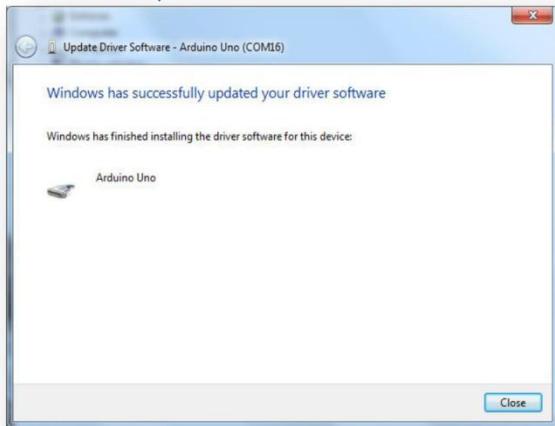 Update Driver Software - Arduino Uno (COM16)
Windows has successfully updated your driver software
Windows has finished installing the driver software for this device:
Arduino Uno
Close